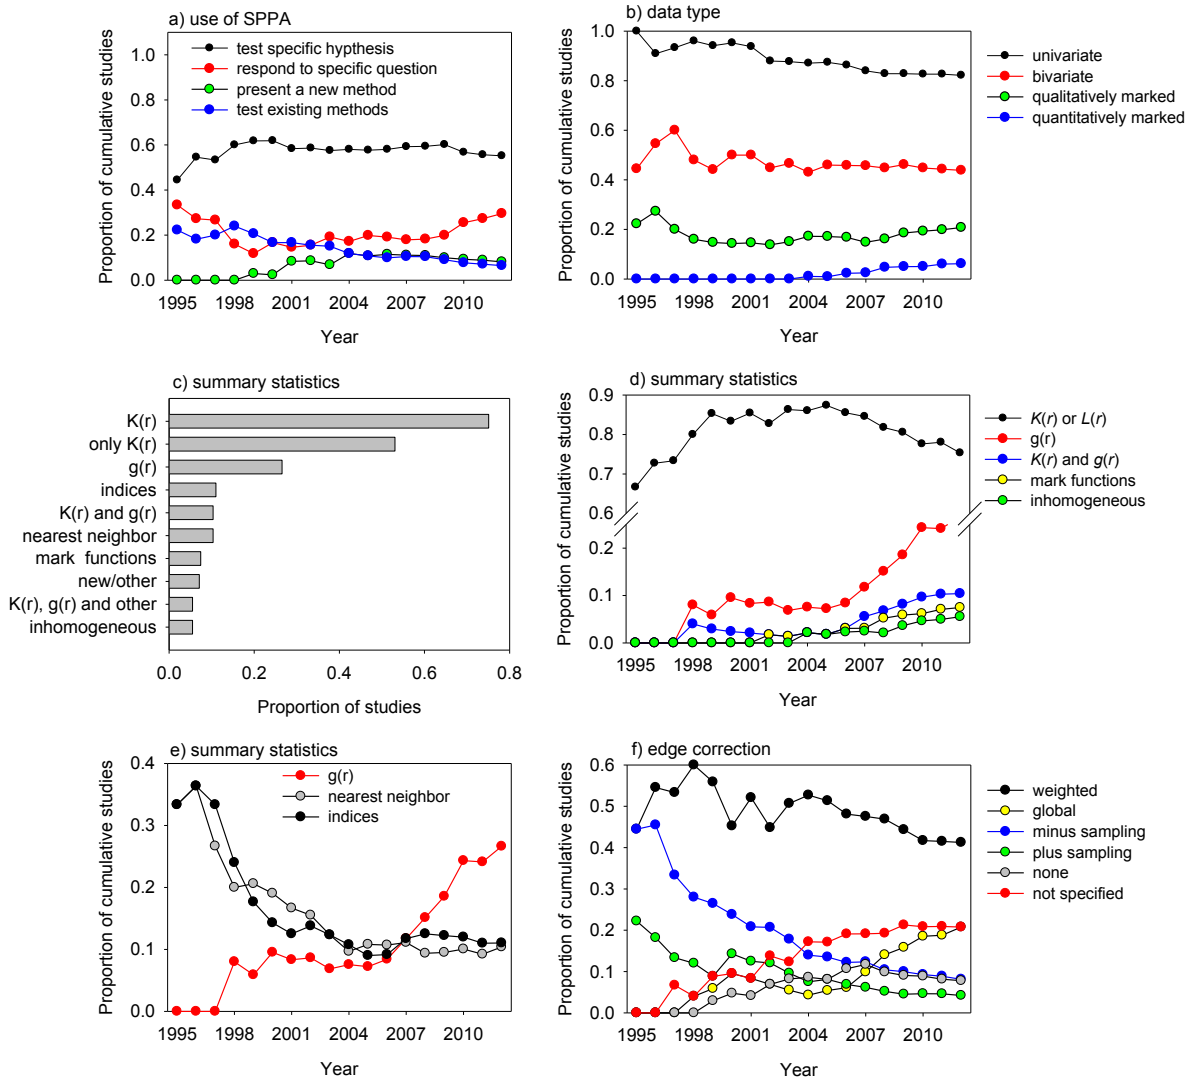 a) use of SPPA
Proportion of cumulative studies
1.0
0.8
0.6
0.4
0.2
0.0
test specific hypthesis
respond to specific question
present a new method
test existing methods
1995 1998 2001 2004 2007 2010
Year
b) data type
Proportion of cumulative studies
1.0
0.8
0.6
0.4
0.2
0.0
univariate
bivariate
qualitatively marked
quantitatively marked
1995 1998 2001 2004 2007 2010
Year
c) summary statistics
K(r)
only K(r)
g(r)
indices
K(r) and g(r)
nearest neighbor
mark functions
new/other
K(r), g(r) and other
inhomogeneous
0.0 0.2 0.4 0.6 0.8
Proportion of studies
d) summary statistics
Proportion of cumulative studies
0.9
0.8
0.7
0.6
0.2
0.1
0.0
K(r) or L(r)
g(r)
K(r) and g(r)
mark functions
inhomogeneous
1995 1998 2001 2004 2007 2010
Year
e) summary statistics
Proportion of cumulative studies
0.4
0.3
0.2
0.1
0.0
g(r)
nearest neighbor
indices
1995 1998 2001 2004 2007 2010
Year
f) edge correction
Proportion of cumulative studies
0.6
0.5
0.4
0.3
0.2
0.1
0.0
weighted
global
minus sampling
plus sampling
none
not specified
1995 1998 2001 2004 2007 2010
Year